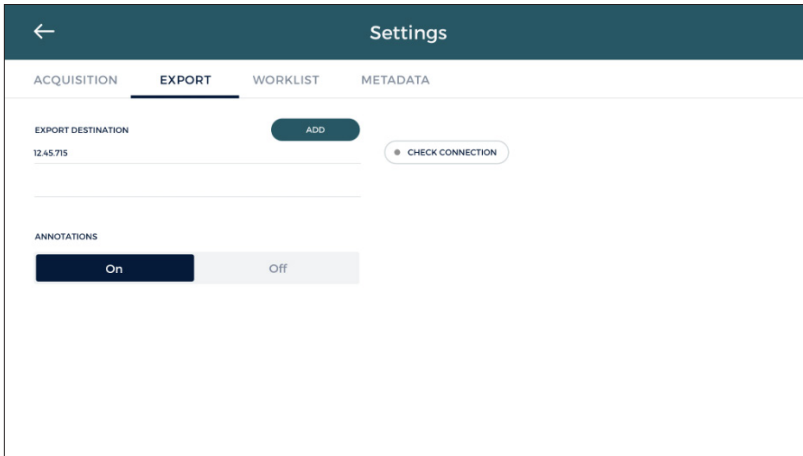 Settings
ACQUISITION EXPORT WORKLIST METADATA
EXPORT DESTINATION ADD
12.45.715 CHECK CONNECTION
ANNOTATIONS
On Off